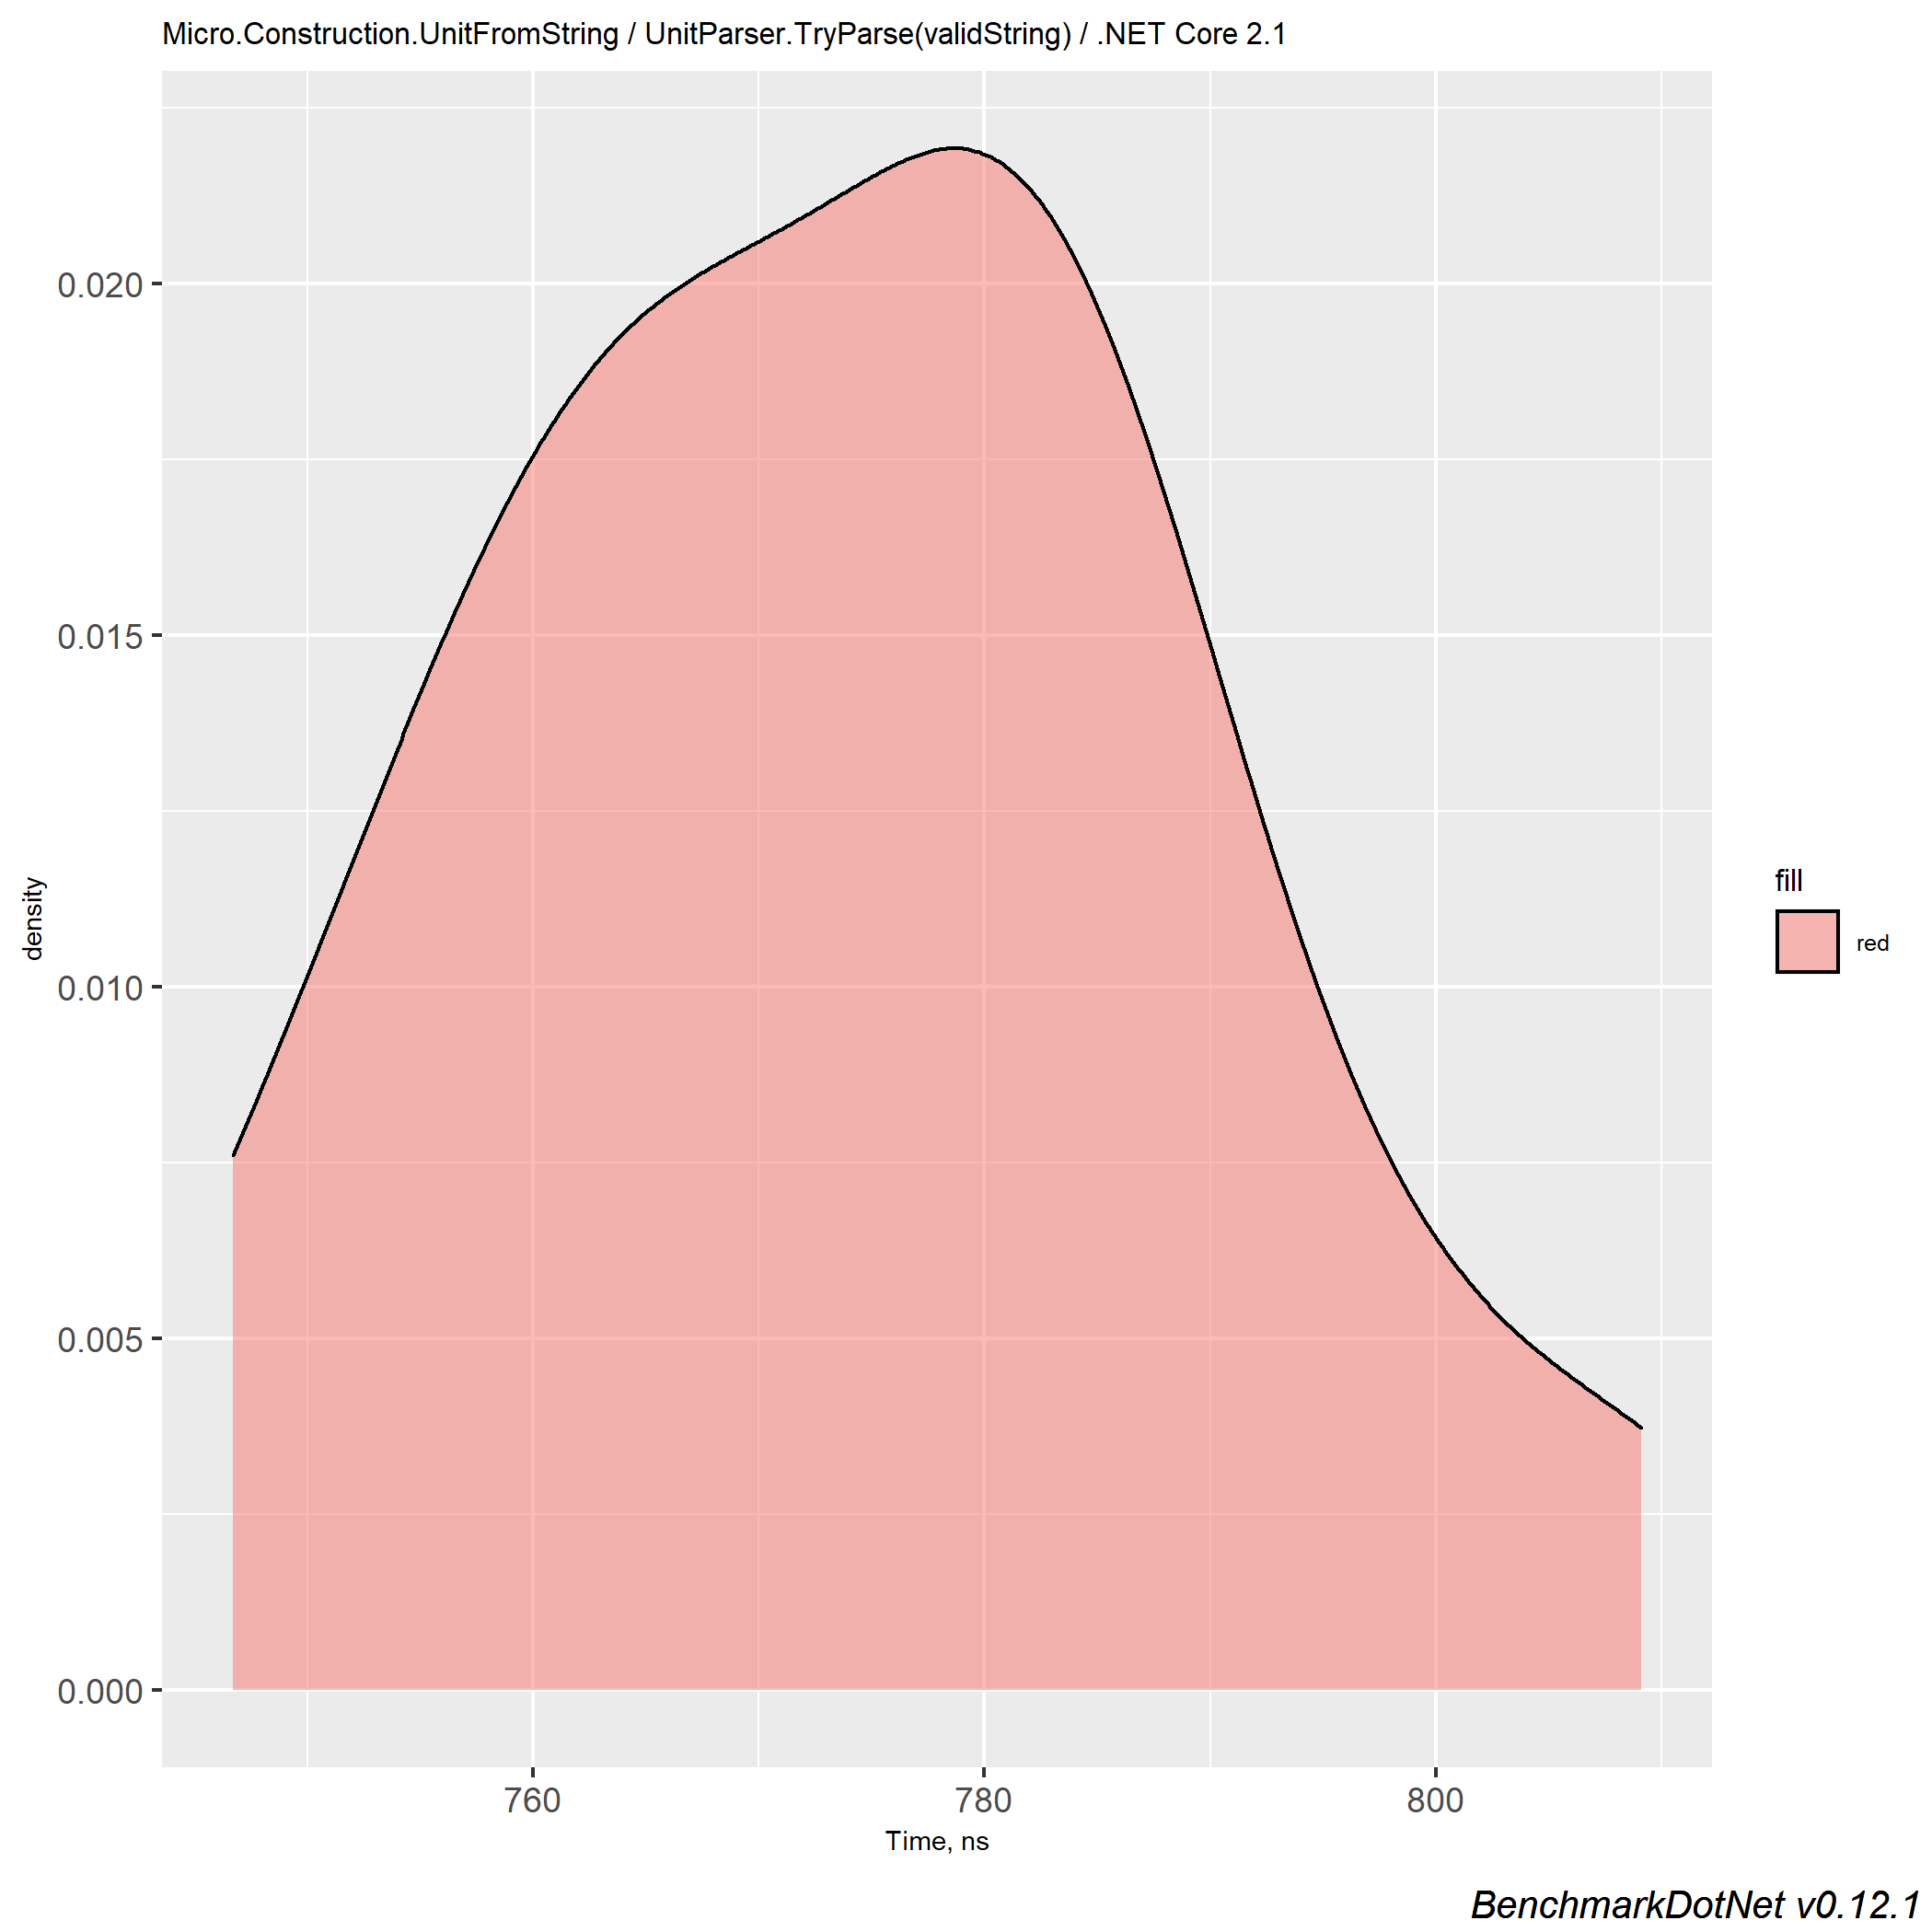 Micro.Construction.UnitFromString / UnitParser.TryParse(validString) / .NET Core 2.1
0.020
0.015
0.010
0.005
0.000
density
760 780 800
Time, ns
fill
red
BenchmarkDotNet v0.12.1